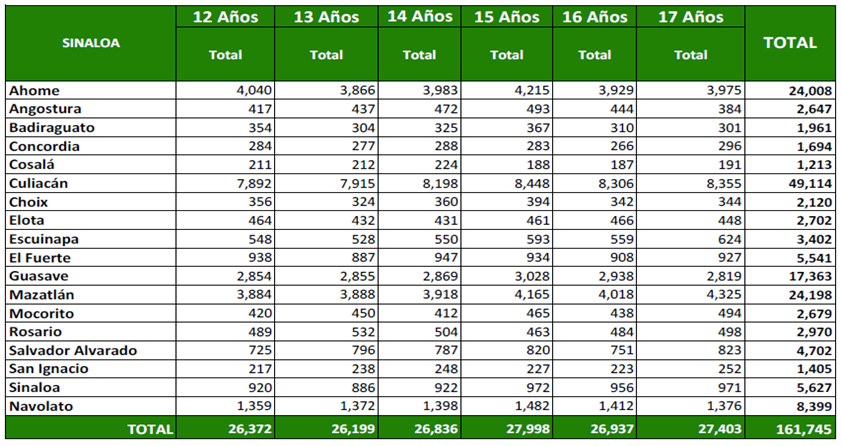 SINALOA 12 Años 13 Años 14 Años 15 Años 16 Años 17 Años TOTAL
Total Total Total Total Total Total
Ahome 4,040 3,866 3,983 4,215 3,929 3,975 24,008
Angostura 417 437 472 493 444 384 2,647
Badiraguato 354 304 325 367 310 301 1,961
Concordia 284 277 288 283 266 296 1,694
Cosalá 211 212 224 188 187 191 1,213
Culiacán 7,892 7,915 8,198 8,448 8,306 8,355 49,114
Choix 356 324 360 394 342 344 2,120
Elota 464 432 431 461 466 448 2,702
Escuinapa 548 528 550 593 559 624 3,402
El Fuerte 938 887 947 934 908 927 5,541
Guasave 2,854 2,855 2,869 3,028 2,938 2,819 17,363
Mazatlán 3,884 3,888 3,918 4,165 4,018 4,325 24,198
Mocorito 420 450 412 465 438 494 2,679
Rosario 489 532 504 463 484 498 2,970
Salvador Alvarado 725 796 787 820 751 823 4,702
San Ignacio 217 238 248 227 223 252 1,405
Sinaloa 920 886 922 972 956 971 5,627
Navolato 1,359 1,372 1,398 1,482 1,412 1,376 8,399
TOTAL 26,372 26,199 26,836 27,998 26,937 27,403 161,745